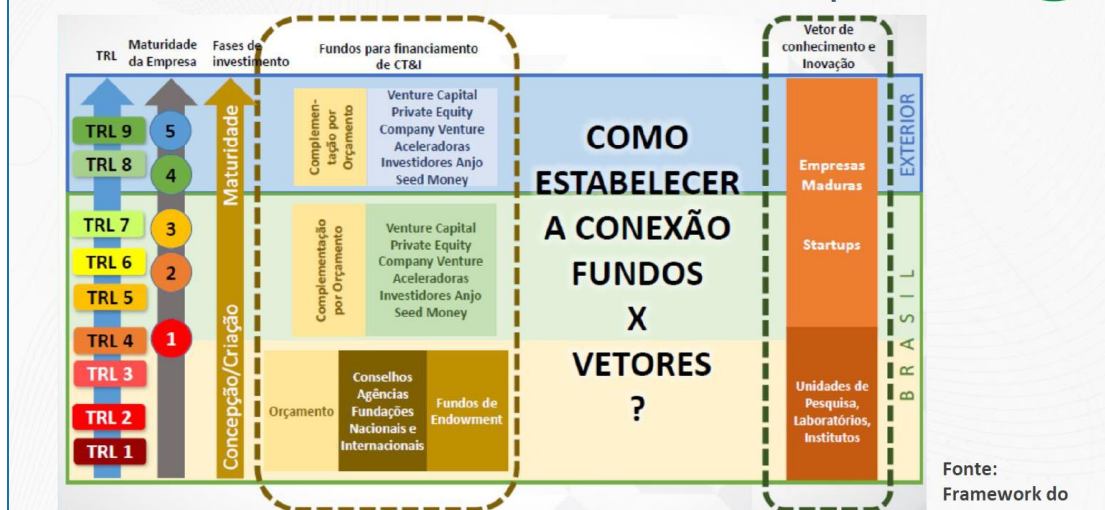 TRL
Maturidade
da Empresa
Fases de
investimento
Fundos para financiamento
de CT&I
Vetor de
conhecimento e
Inovação
TRL 9
TRL 8
TRL 7
TRL 6
TRL 5
TRL 4
TRL 3
TRL 2
TRL 1
5
4
3
2
1
Maturidade
Concepção/Criação
Complemen-
tação por
Orçamento
Venture Capital
Private Equity
Company Venture
Aceleradoras
Investidores Anjo
Seed Money
Complementação
por Orçamento
Venture Capital
Private Equity
Company Venture
Aceleradoras
Investidores Anjo
Seed Money
Orçamento
Conselhos
Agências
Fundações
Nacionais e
Internacionais
Fundos de
Endowment
COMO
ESTABELECER
A CONEXÃO
FUNDOS
X
VETORES
?
Empresas
Maduras
Startups
Unidades de
Pesquisa,
Laboratórios,
Institutos
EXTERIOR
BRASIL
Fonte:
Framework do